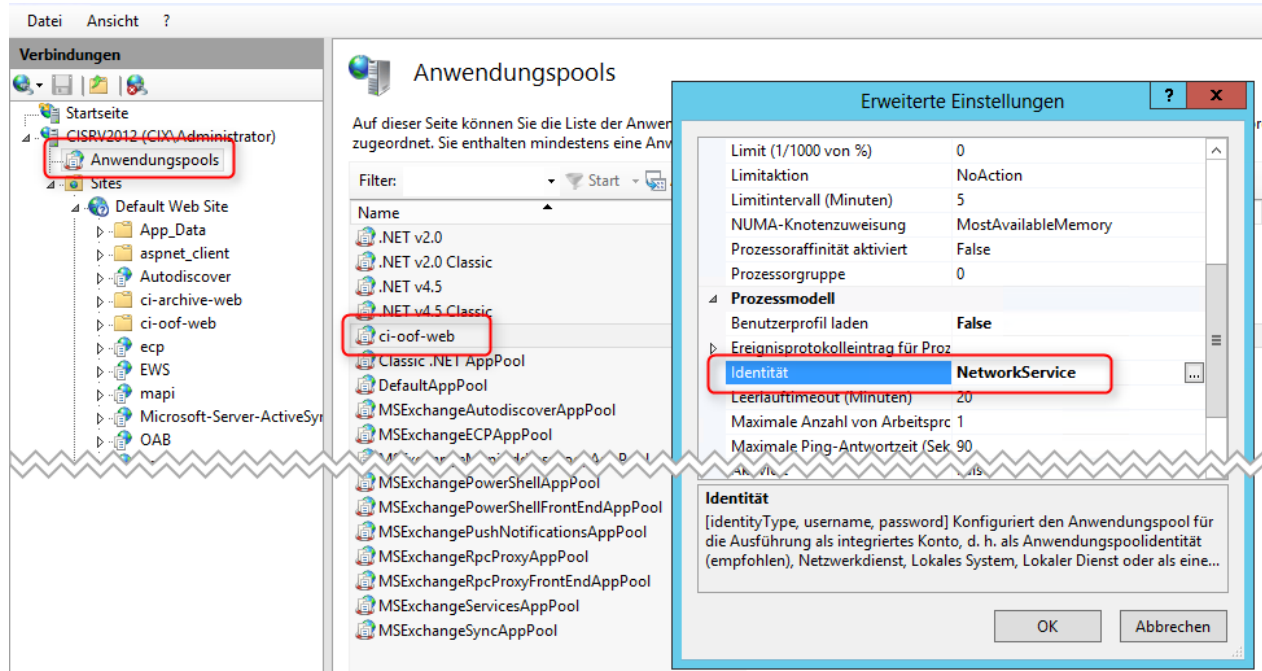 Datei Ansicht ?
Verbindungen
Startseite
CISRV2012 (CIX\Administrator)
Anwendungspools
Sites
Default Web Site
App_Data
aspnet_client
Autodiscover
ci-archive-web
ci-oof-web
ecp
EWS
mapi
Microsoft-Server-ActiveSyr
OAB
Anwendungspools
Auf dieser Seite können Sie die Liste der Anwer
zugeordnet. Sie enthalten mindestens eine Anw
Filter: Start
Name
.NET v2.0
.NET v2.0 Classic
.NET v4.5
.NET v4.5 Classic
ci-oof-web
Classic .NET AppPool
DefaultAppPool
MSExchangeAutodiscoverAppPool
MSExchangeECPAppPool
MSExchangePowerShellAppPool
MSExchangePowerShellFrontEndAppPool
MSExchangePushNotificationsAppPool
MSExchangeRpcProxyAppPool
MSExchangeRpcProxyFrontEndAppPool
MSExchangeServicesAppPool
MSExchangeSyncAppPool
Erweiterte Einstellungen ? x
Limit (1/1000 von %) 0
Limitaktion NoAction
Limitintervall (Minuten) 5
NUMA-Knotenzuweisung MostAvailableMemory
Prozessoraffinität aktiviert False
Prozessorgruppe 0
Prozessmodell
Benutzerprofil laden False
Ereignisprotokolleintrag für Proz
Identität NetworkService ...
Leerlauftimeout (Minuten) 20
Maximale Anzahl von Arbeitsprc 1
Maximale Ping-Antwortzeit (Sek 90
Identität
[identityType, username, password] Konfiguriert den Anwendungspool für
die Ausführung als integriertes Konto, d. h. als Anwendungspoolidentität
(empfohlen), Netzwerkdienst, Lokales System, Lokaler Dienst oder als eine...
OK Abbrechen